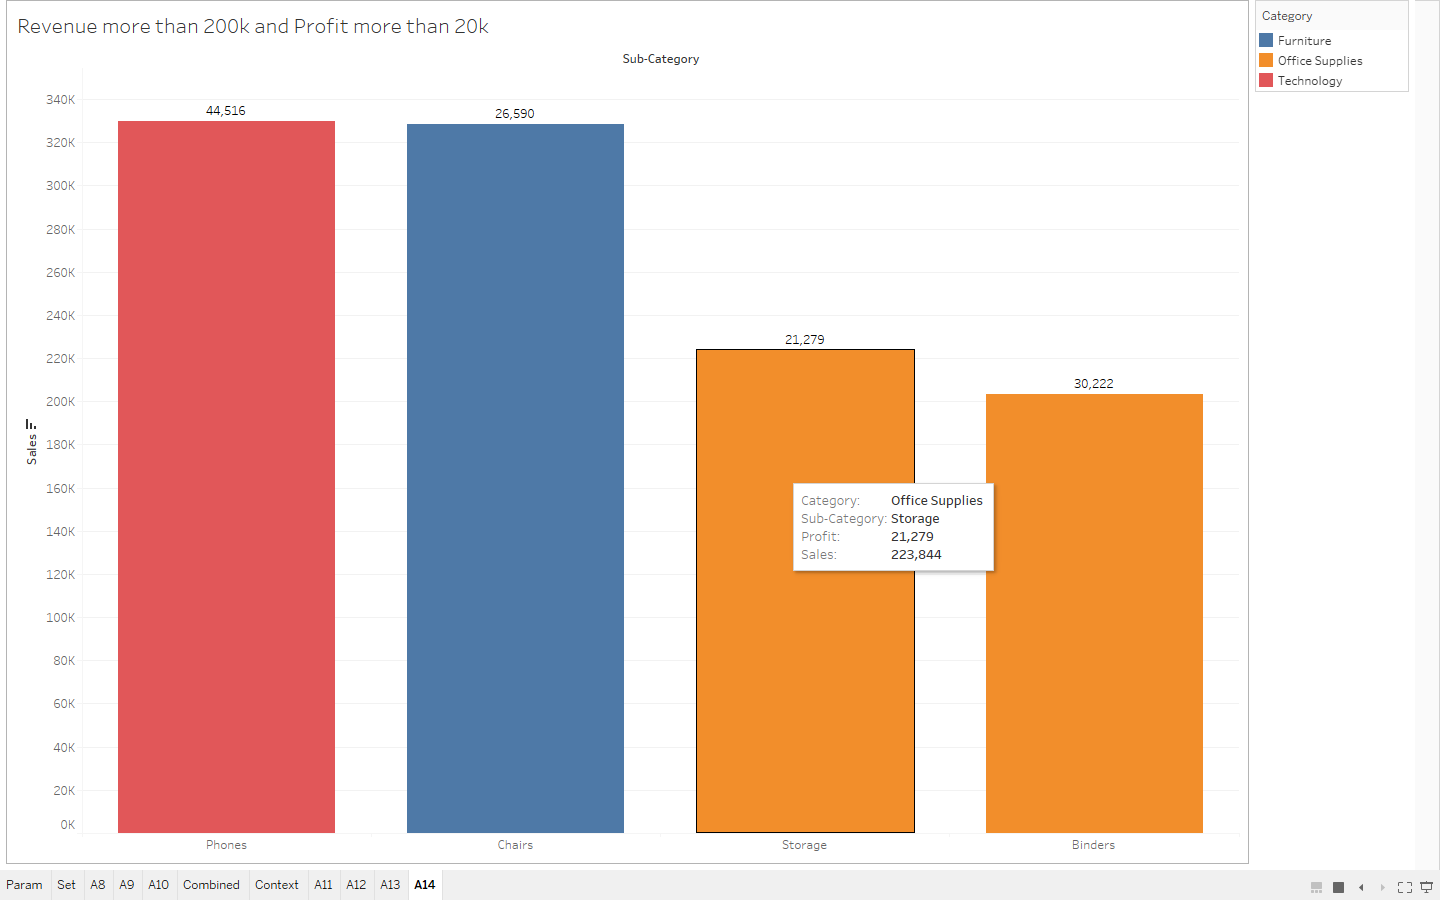 Revenue more than 200k and Profit more than 20k
Sub-Category
340K
320K
300K
280K
260K
240K
220K
200K
180K
160K
140K
120K
100K
80K
60K
40K
20K
0K
Sales
44,516
26,590
21,279
30,222
Category: Office Supplies
Sub-Category: Storage
Profit: 21,279
Sales: 223,844
Phones Chairs Storage Binders
Category
Furniture
Office Supplies
Technology
Param Set A8 A9 A10 Combined Context A11 A12 A13 A14